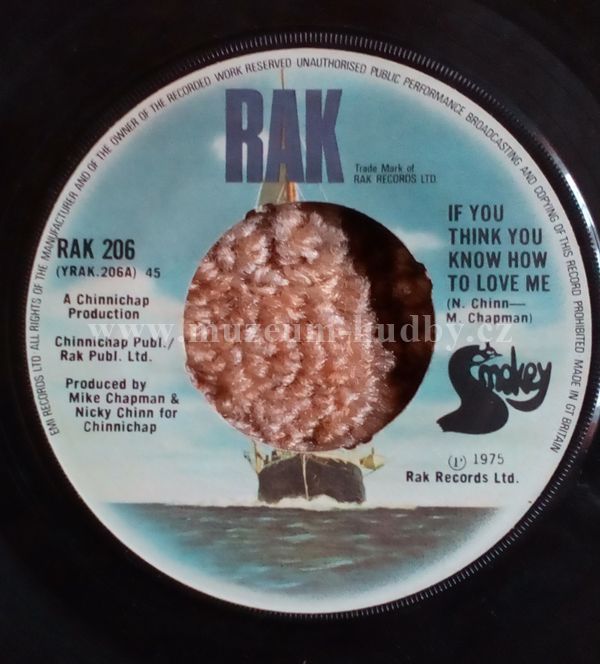 EMI RECORDS LTD ALL RIGHTS OF THE MANUFACTURER AND OF THE OWNER OF THE RECORDED WORK RESERVED UNAUTHORISED PUBLIC PERFORMANCE BROADCASTING AND COPYING OF THIS RECORD PROHIBITED MADE IN GT BRITAIN
RAK
Trade Mark of
RAK RECORDS LTD.
RAK 206
(YRAK.206A) 45
A Chinnichap
Production
Chinnichap Publ./
Rak Publ. Ltd.
Produced by
Mike Chapman &
Nicky Chinn for
Chinnichap
IF YOU
THINK YOU
KNOW HOW
TO LOVE ME
(N. Chinn—
M. Chapman)
Smokey
Ⓟ 1975
Rak Records Ltd.
www.muzeum-hudby.cz